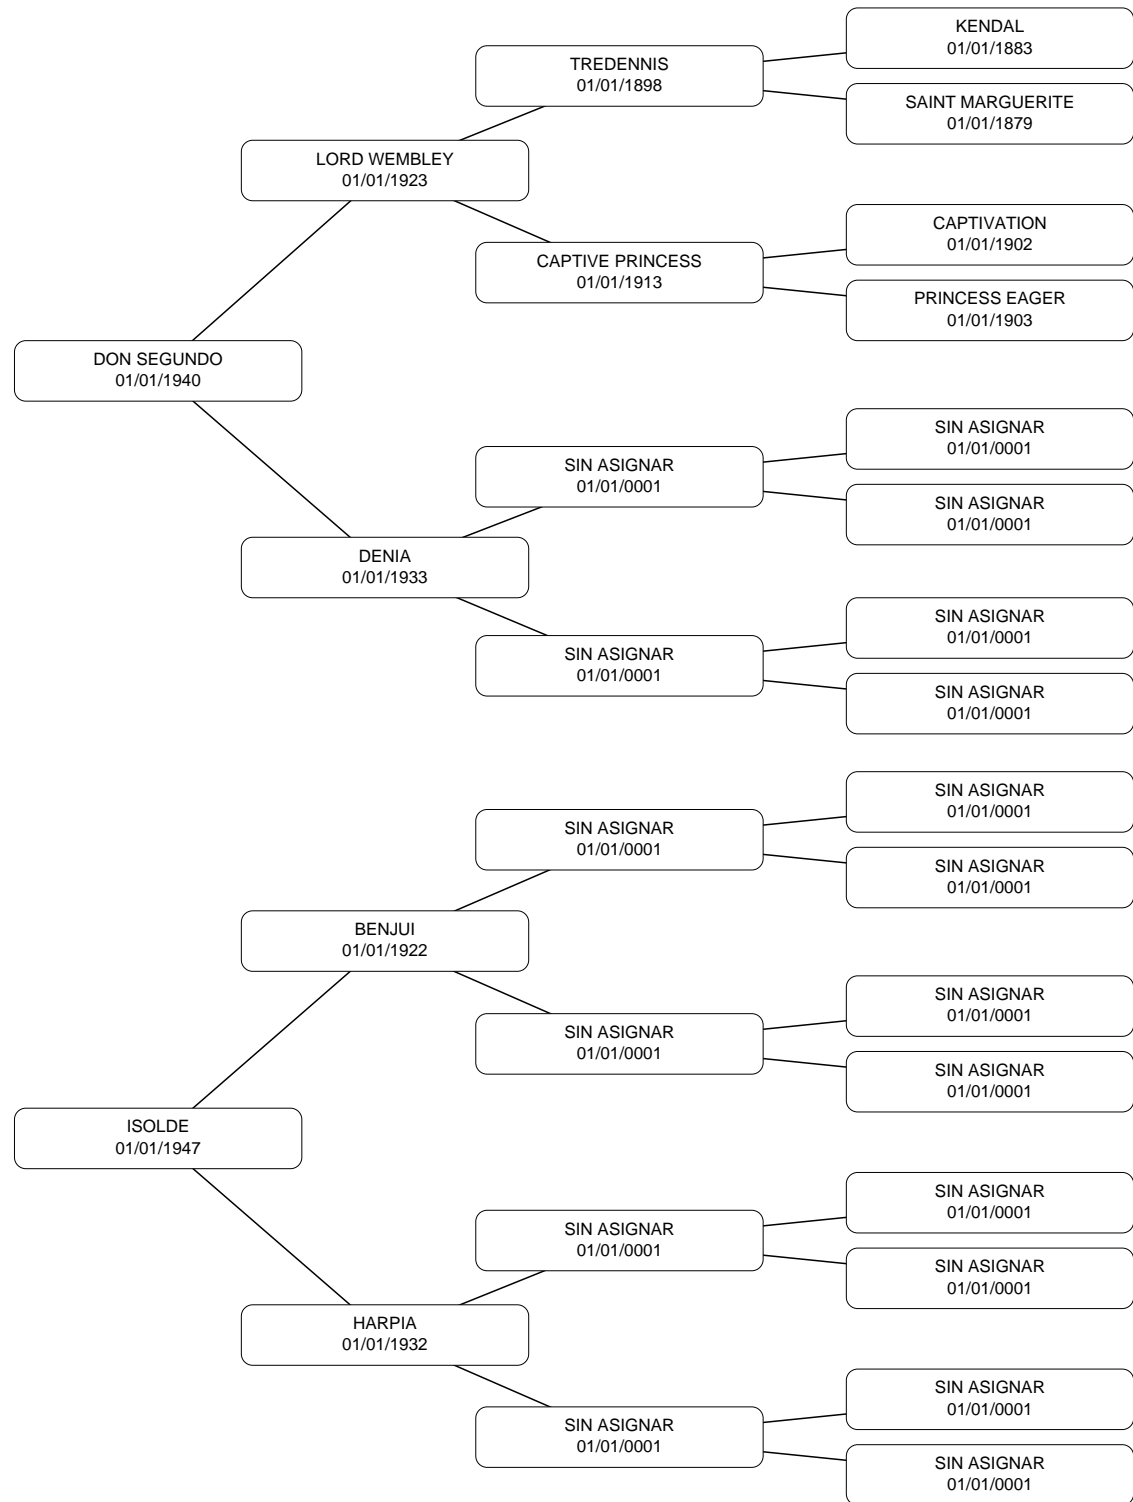 KENDAL
01/01/1883
TREDENNIS
01/01/1898
SAINT MARGUERITE
01/01/1879
LORD WEMBLEY
01/01/1923
CAPTIVATION
01/01/1902
CAPTIVE PRINCESS
01/01/1913
PRINCESS EAGER
01/01/1903
DON SEGUNDO
01/01/1940
SIN ASIGNAR
01/01/0001
SIN ASIGNAR
01/01/0001
SIN ASIGNAR
01/01/0001
DENIA
01/01/1933
SIN ASIGNAR
01/01/0001
SIN ASIGNAR
01/01/0001
SIN ASIGNAR
01/01/0001
SIN ASIGNAR
01/01/0001
SIN ASIGNAR
01/01/0001
SIN ASIGNAR
01/01/0001
BENJUI
01/01/1922
SIN ASIGNAR
01/01/0001
SIN ASIGNAR
01/01/0001
SIN ASIGNAR
01/01/0001
ISOLDE
01/01/1947
SIN ASIGNAR
01/01/0001
SIN ASIGNAR
01/01/0001
SIN ASIGNAR
01/01/0001
HARPIA
01/01/1932
SIN ASIGNAR
01/01/0001
SIN ASIGNAR
01/01/0001
SIN ASIGNAR
01/01/0001